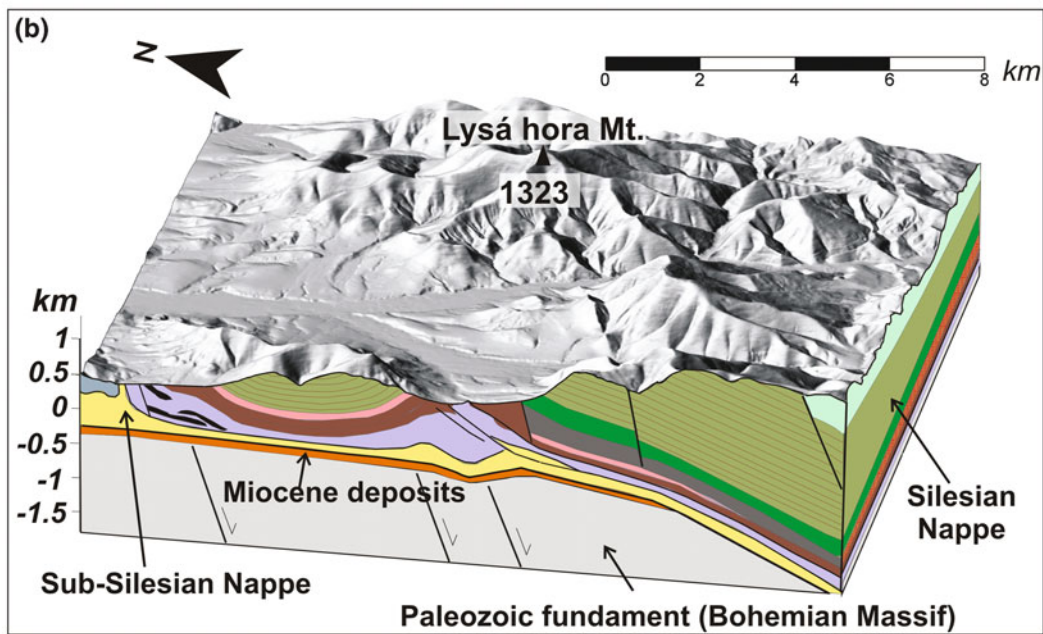 (b)
N
0 2 4 6 8 km
Lysá hora Mt.
1323
km
1
0.5
0
-0.5
-1
-1.5
Miocene deposits
Silesian
Nappe
Sub-Silesian Nappe
Paleozoic fundament (Bohemian Massif)